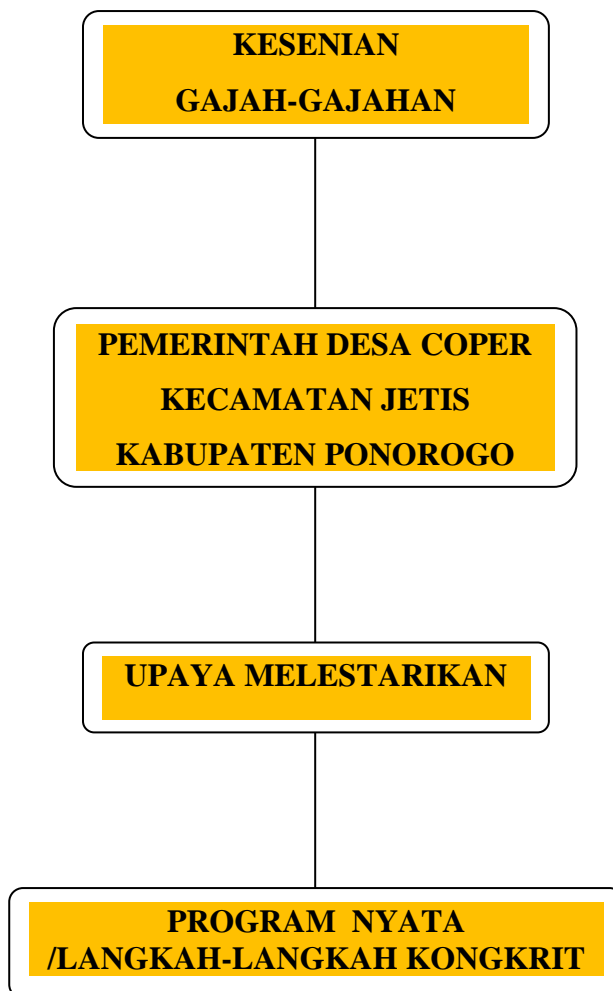 KESENIAN
GAJAH-GAJAHAN
PEMERINTAH DESA COPER
KECAMATAN JETIS
KABUPATEN PONOROGO
UPAYA MELESTARIKAN
PROGRAM NYATA
/LANGKAH-LANGKAH KONGKRIT